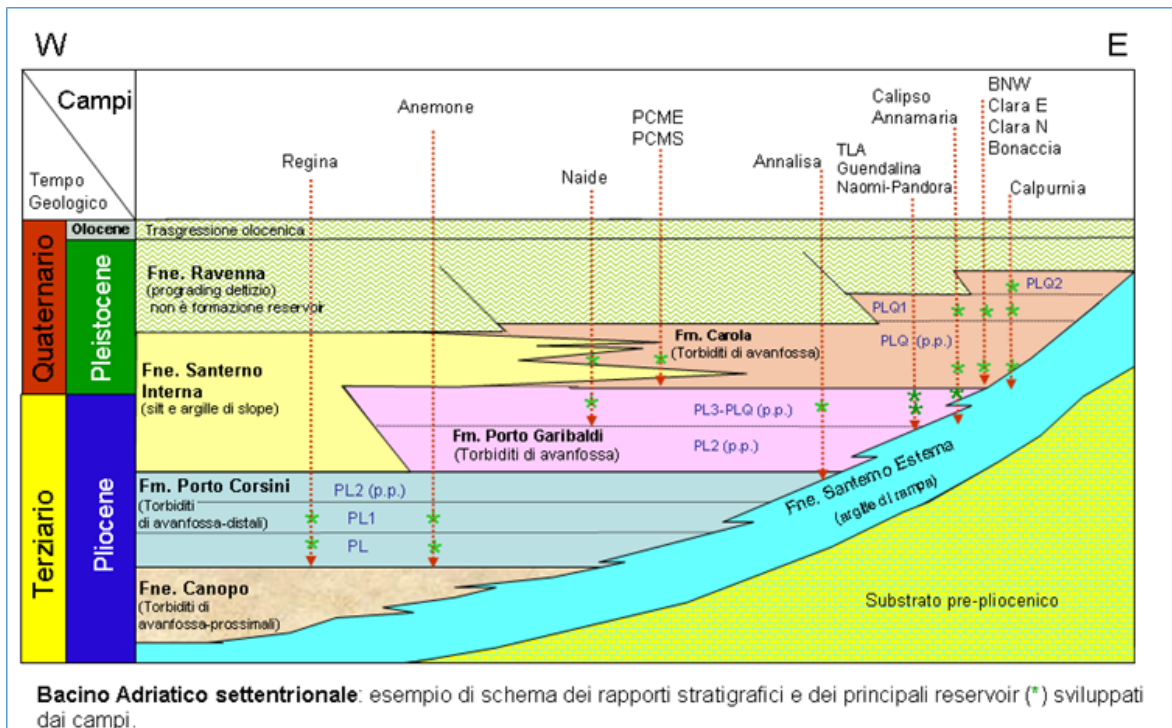 W
E
Campi
Tempo
Geologico
Regina
Anemone
Naide
PCME
PCMS
Annalisa
TLA
Guendalina
Naomi-Pandora
Calipso
Annamaria
BNW
Clara E
Clara N
Bonaccia
Calpurnia
Quaternario
Olocene
Pleistocene
Terziario
Pliocene
Trasgressione olocenica
Fne. Ravenna
(prograding deltizio)
non è formazione reservoir
PLQ2
PLQ1
Fm. Carola
(Torbiditi di avanfossa)
PLQ (p.p.)
Fne. Santerno
Interna
(silt e argille di slope)
PL3-PLQ (p.p.)
Fm. Porto Garibaldi
(Torbiditi di avanfossa)
PL2 (p.p.)
Fm. Porto Corsini
(Torbiditi
di avanfossa-distali)
PL2 (p.p.)
PL1
PL
Fne. Santerno Esterna
(argille di rampa)
Fne. Canopo
(Torbiditi di
avanfossa-prossimali)
Substrato pre-pliocenico
Bacino Adriatico settentrionale: esempio di schema dei rapporti stratigrafici e dei principali reservoir (*) sviluppati
dai campi.